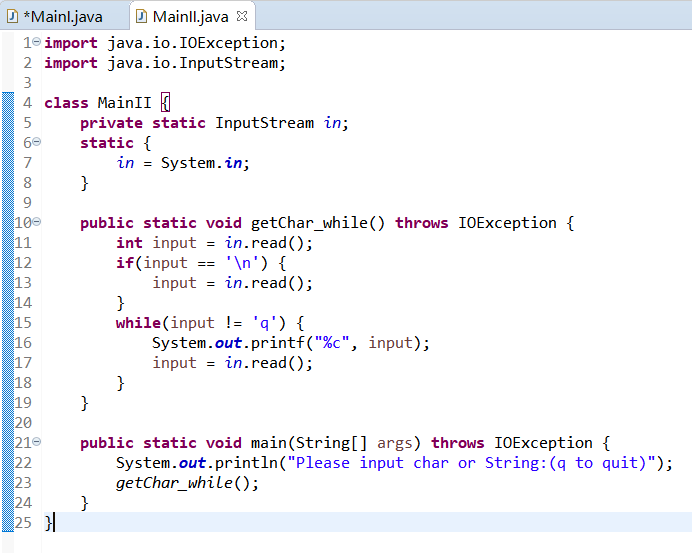 *MainI.java MainII.java
1 import java.io.IOException;
2 import java.io.InputStream;
3
4 class MainII {
5     private static InputStream in;
6     static {
7         in = System.in;
8     }
9
10     public static void getChar_while() throws IOException {
11         int input = in.read();
12         if(input == '\n') {
13             input = in.read();
14         }
15         while(input != 'q') {
16             System.out.printf("%c", input);
17             input = in.read();
18         }
19     }
20
21     public static void main(String[] args) throws IOException {
22         System.out.println("Please input char or String:(q to quit)");
23         getChar_while();
24     }
25 }